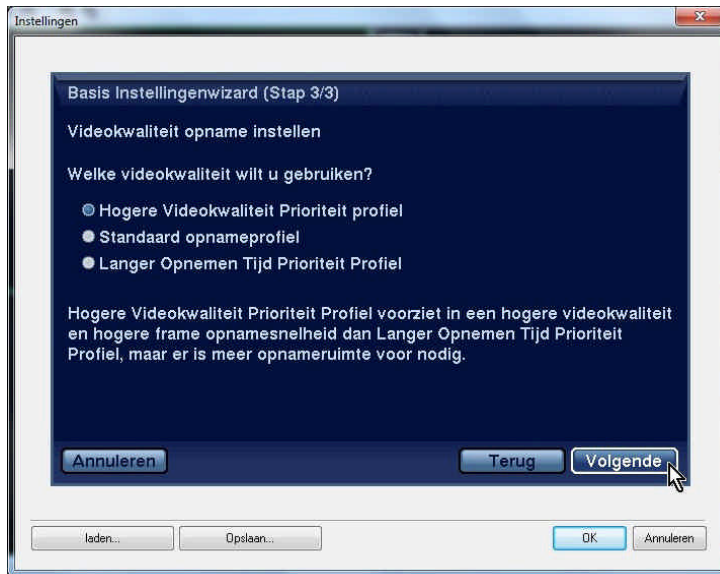 Instellingen
Basis Instellingenwizard (Stap 3/3)
Videokwaliteit opname instellen
Welke videokwaliteit wilt u gebruiken?
Hogere Videokwaliteit Prioriteit profiel
Standaard opnameprofiel
Langer Opnemen Tijd Prioriteit Profiel
Hogere Videokwaliteit Prioriteit Profiel voorziet in een hogere videokwaliteit
en hogere frame opnamesnelheid dan Langer Opnemen Tijd Prioriteit
Profiel, maar er is meer opnameruimte voor nodig.
Annuleren Terug Volgende
laden... Opslaan... OK Annuleren